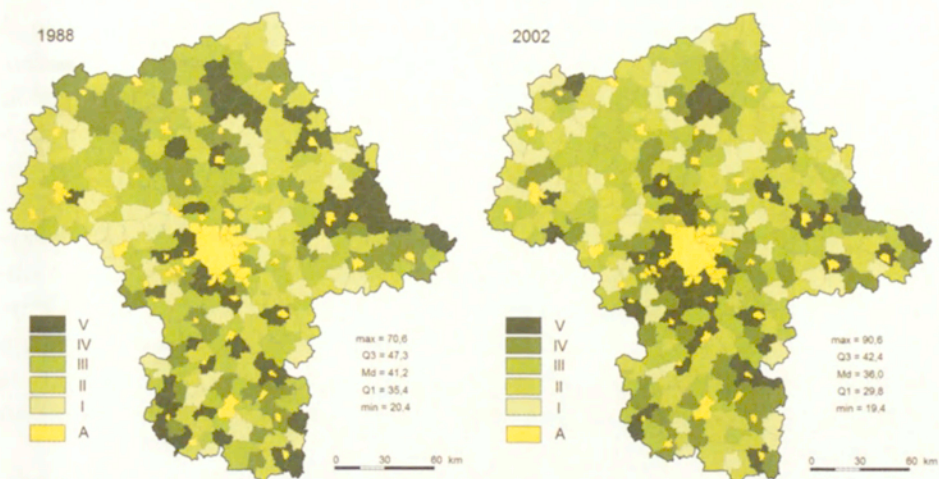 1988
V
IV
III
II
I
A
max = 70,6
Q3 = 47,3
Md = 41,2
Q1 = 35,4
min = 20,4
0 30 60 km
2002
V
IV
III
II
I
A
max = 90,6
Q3 = 42,4
Md = 36,0
Q1 = 29,8
min = 19,4
0 30 60 km